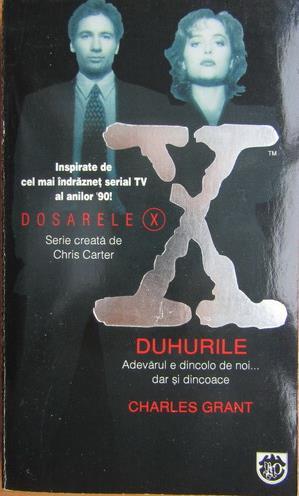 Inspirate de
cel mai îndrăzneț serial TV
al anilor '90!
DOSARELE X
Serie creată de
Chris Carter
X
TM
DUHURILE
Adevărul e dincolo de noi...
dar și dincoace
CHARLES GRANT